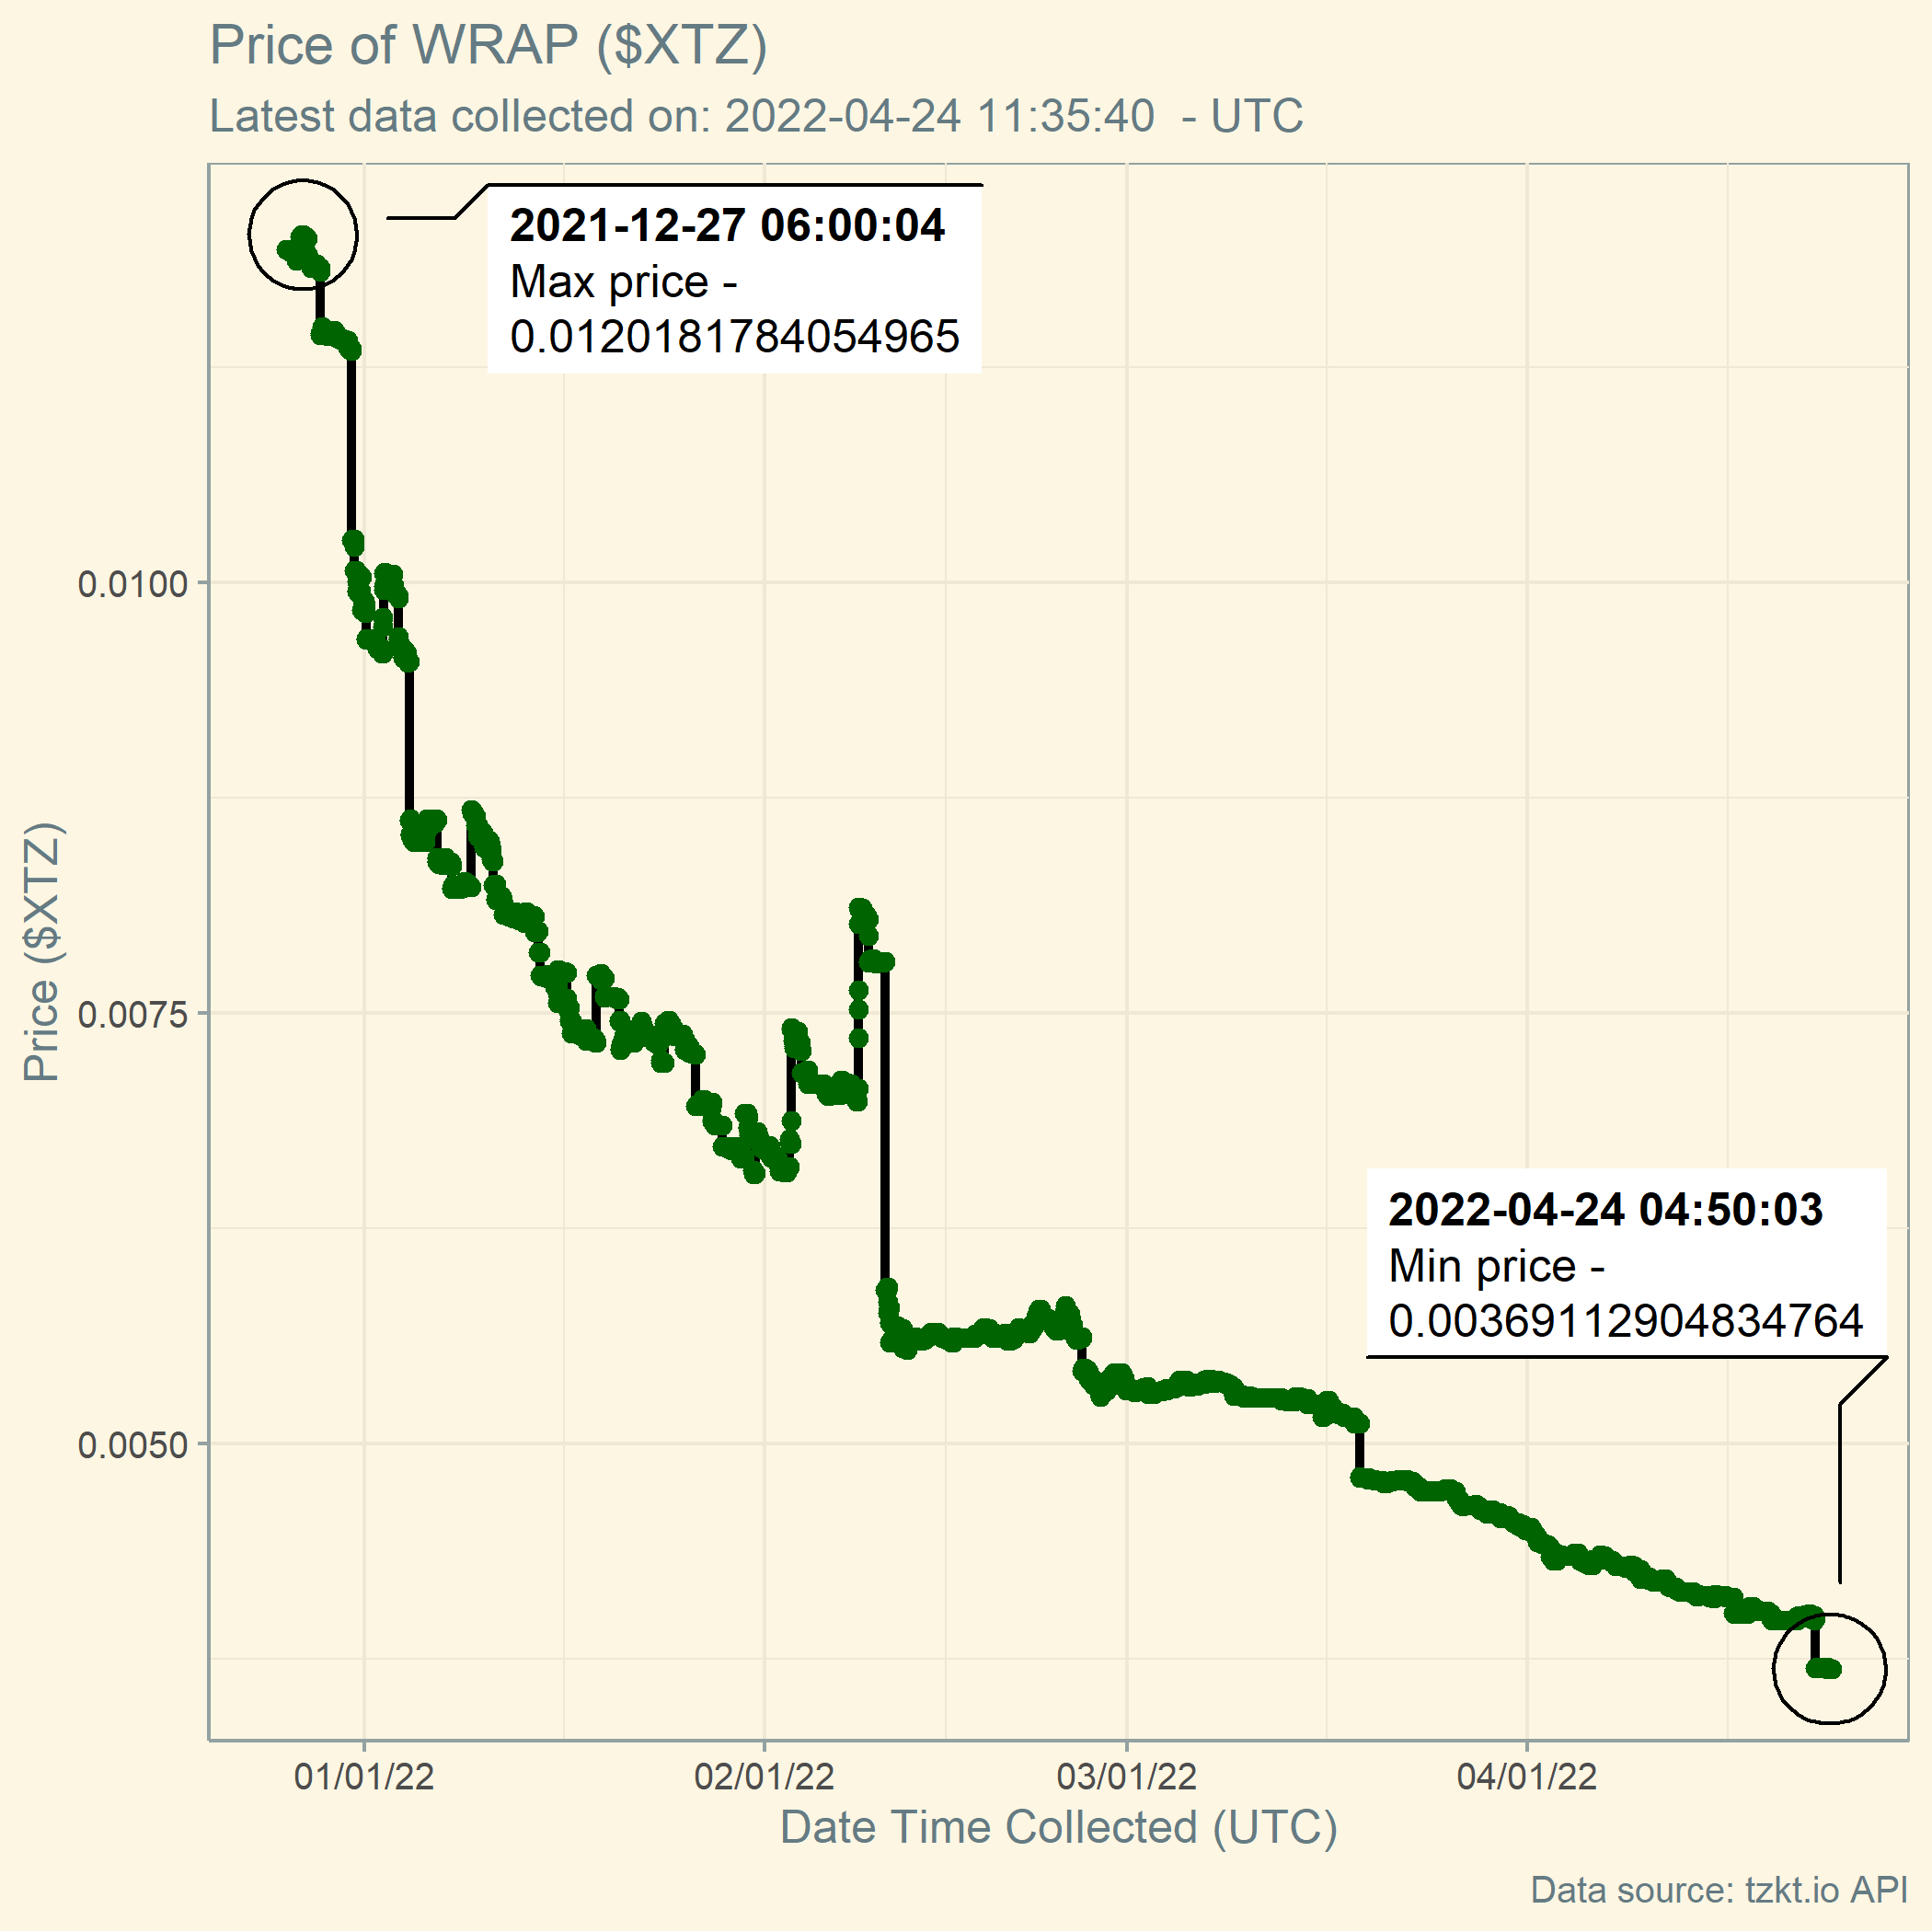 Price of WRAP ($XTZ)
Latest data collected on: 2022-04-24 11:35:40  - UTC
2021-12-27 06:00:04
Max price -
0.0120181784054965
0.0100
0.0075
0.0050
Price ($XTZ)
2022-04-24 04:50:03
Min price -
0.00369112904834764
01/01/22
02/01/22
03/01/22
04/01/22
Date Time Collected (UTC)
Data source: tzkt.io API